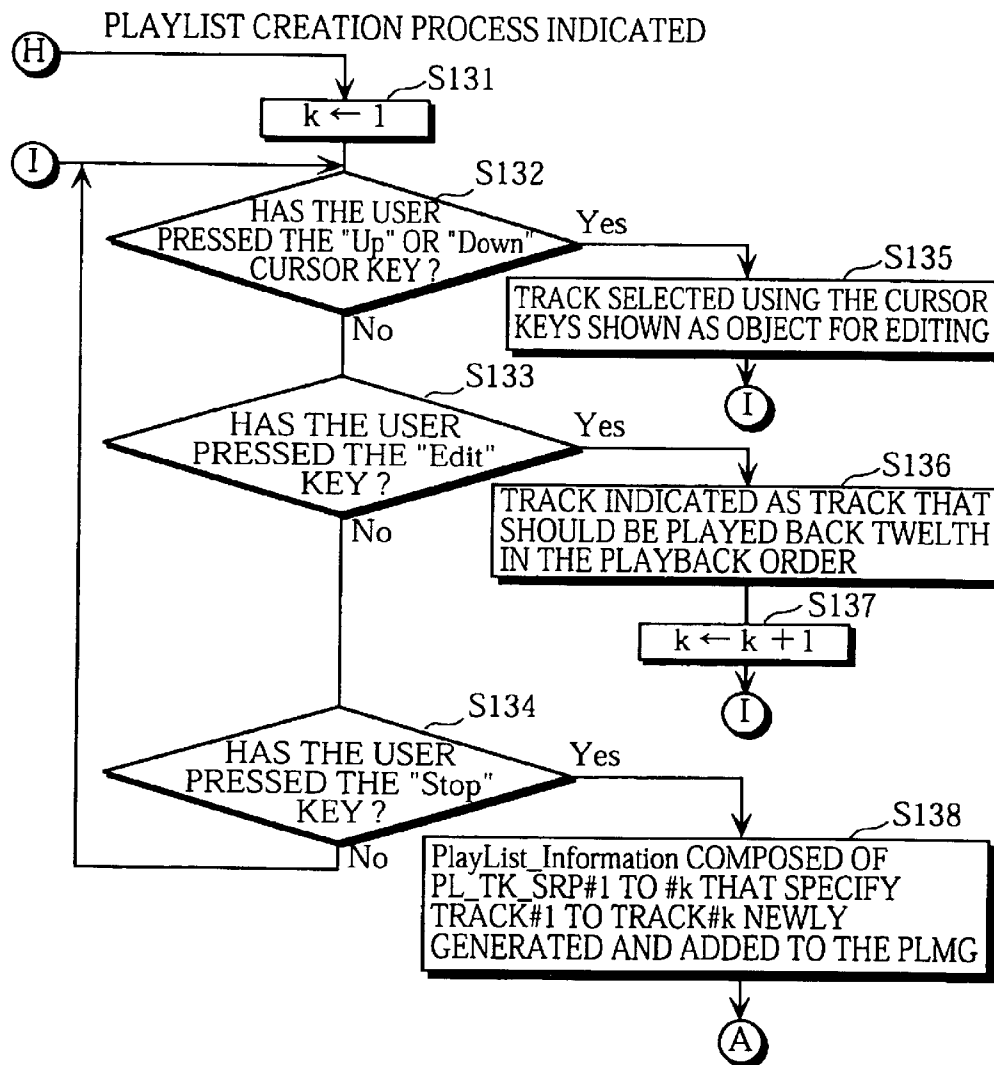 PLAYLIST CREATION PROCESS INDICATED
H
S131
k ← 1
I
S132
HAS THE USER
PRESSED THE "Up" OR "Down"
CURSOR KEY ?
Yes
No
S135
TRACK SELECTED USING THE CURSOR
KEYS SHOWN AS OBJECT FOR EDITING
I
S133
HAS THE USER
PRESSED THE "Edit"
KEY ?
Yes
No
S136
TRACK INDICATED AS TRACK THAT
SHOULD BE PLAYED BACK TWELTH
IN THE PLAYBACK ORDER
S137
k ← k + 1
I
S134
HAS THE USER
PRESSED THE "Stop"
KEY ?
Yes
No
S138
PlayList_Information COMPOSED OF
PL_TK_SRP#1 TO #k THAT SPECIFY
TRACK#1 TO TRACK#k NEWLY
GENERATED AND ADDED TO THE PLMG
A